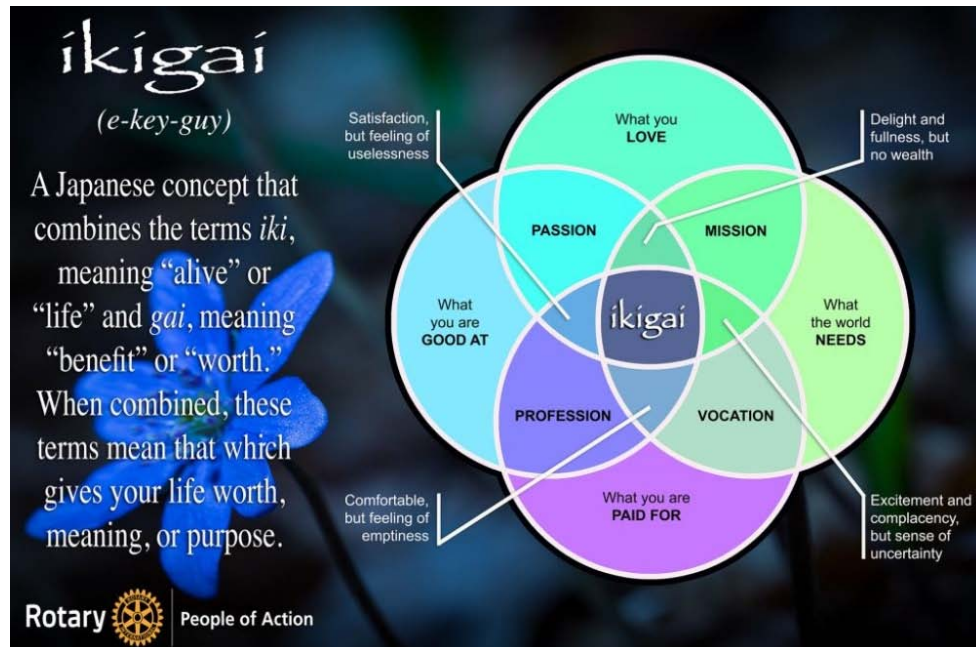 ikigai
(e-key-guy)
A Japanese concept that
combines the terms iki,
meaning “alive” or
“life” and gai, meaning
“benefit” or “worth.”
When combined, these
terms mean that which
gives your life worth,
meaning, or purpose.
Rotary
People of Action
Satisfaction,
but feeling of
uselessness
What you
LOVE
Delight and
fullness, but
no wealth
PASSION
MISSION
What
you are
GOOD AT
ikigai
What
the world
NEEDS
PROFESSION
VOCATION
Comfortable,
but feeling of
emptiness
What you are
PAID FOR
Excitement and
complacency,
but sense of
uncertainty